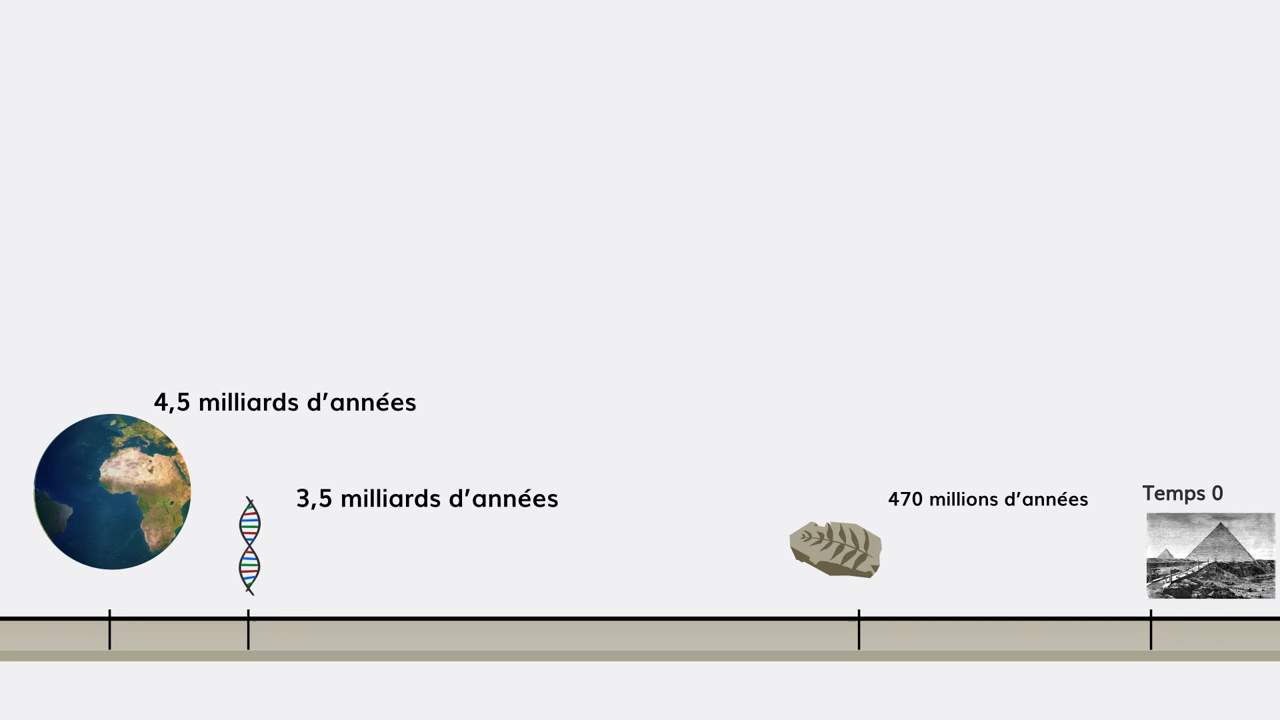 4,5 milliards d’années
3,5 milliards d’années
470 millions d’années
Temps 0